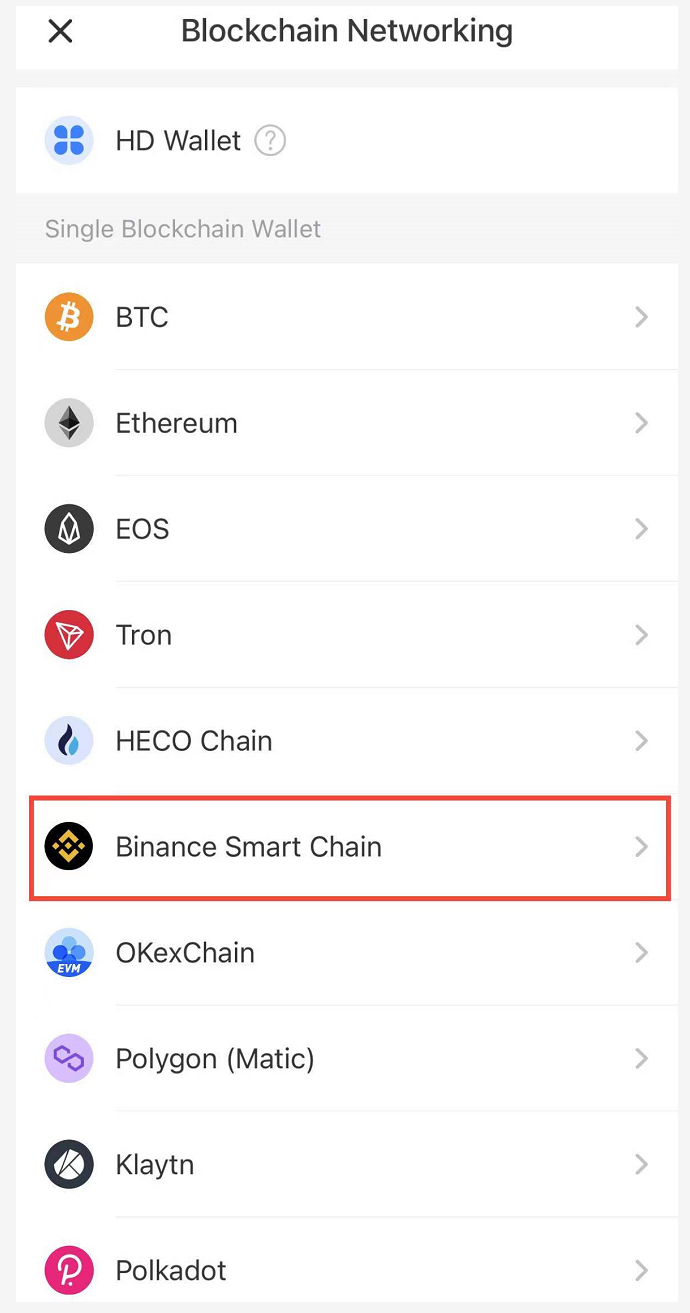 Blockchain Networking
HD Wallet ?
Single Blockchain Wallet
BTC
Ethereum
EOS
Tron
HECO Chain
Binance Smart Chain
EVM
OKexChain
Polygon (Matic)
Klaytn
Polkadot